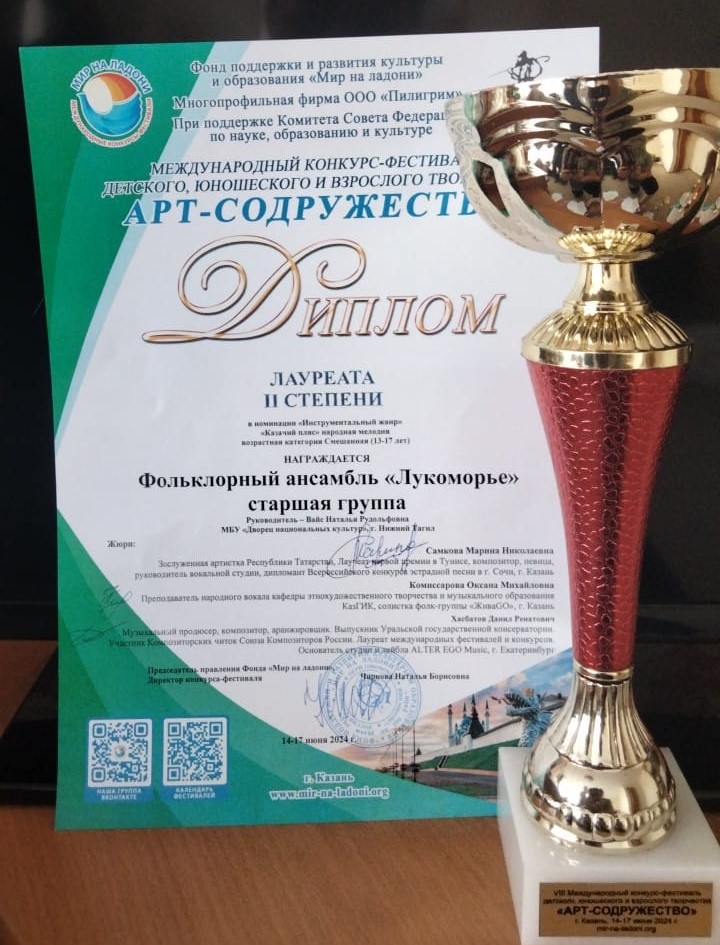 МИР НА ЛАДОНИ
Фонд поддержки и развития культуры
и образования «Мир на ладони»
Многопрофильная фирма ООО «Пилигрим»
При поддержке Комитета Совета Федерац
по науке, образованию и культуре
МЕЖДУНАРОДНЫЙ КОНКУРС-ФЕСТИВА
ДЕТСКОГО, ЮНОШЕСКОГО И ВЗРОСЛОГО ТВО
АРТ-СОДРУЖЕСТВ
ДИПЛОМ
ЛАУРЕАТА
II СТЕПЕНИ
в номинации «Инструментальный жанр»
«Казачий пляс» народная мелодия
возрастная категория Смешанная (13-17 лет)
НАГРАЖДАЕТСЯ
Фольклорный ансамбль «Лукоморье»
старшая группа
Руководитель – Вайс Наталья Рудольфовна
МБУ «Дворец национальных культур», г. Нижний Тагил
Жюри:
Самкова Марина Николаевна
Зослуженная артистка Республики Татарстан, Лауреат первой премии в Тунисе, композитор, певица,
руководитель вокальной студии, дипломант Всероссийского конкурса эстрадной песни в г. Сочи, г. Казань
Комиссарова Оксана Михайловна
Преподаватель народного вокала кафедры этнохудожественного творчества и музыкального образования
КазГИК, солистка фолк-группы «ЖиваGO», г. Казань
Хасбатов Данил Ренатович
Музыкальный продюсер, композитор, аранжировщик. Выпускник Уральской государственной консерватории.
Участник Композиторских читок Союза Композиторов России. Лауреат международных фестивалей и конкурсов.
Основатель студии и лейбла ALTER EGO Music, г. Екатеринбург
Председатель правления Фонда «Мир на ладони»,
Директор конкурса-фестиваля
Чирнова Наталья Борисовна
14-17 июня 2024 г.
НАША ГРУППА
ВКОНТАКТЕ
КАЛЕНДАРЬ
ФЕСТИВАЛЕЙ
г. Казань
www.mir-na-ladoni.org
VIII Международный конкурс-фестиваль
детского, юношеского и взрослого творчества
«АРТ-СОДРУЖЕСТВО»
г. Казань, 14-17 июня 2024 г.
mir-na-ladoni.org